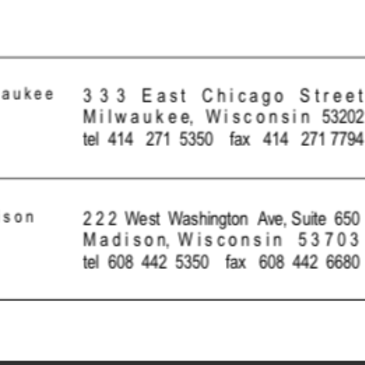 aukee 333 East Chicago Street
Milwaukee, Wisconsin 53202
tel 414 271 5350 fax 414 271 7794
son 222 West Washington Ave, Suite 650
Madison, Wisconsin 53703
tel 608 442 5350 fax 608 442 6680